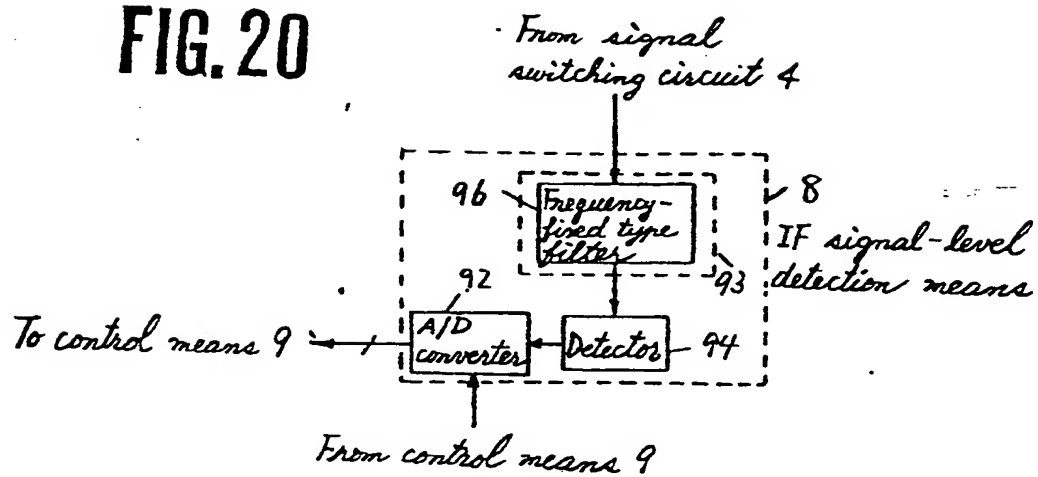 FIG. 20
From signal
switching circuit 4
96
Frequency-
fixed type
filter
8
IF signal-level
detection means
93
92
A/D
converter
Detector
94
To control means 9
From control means 9